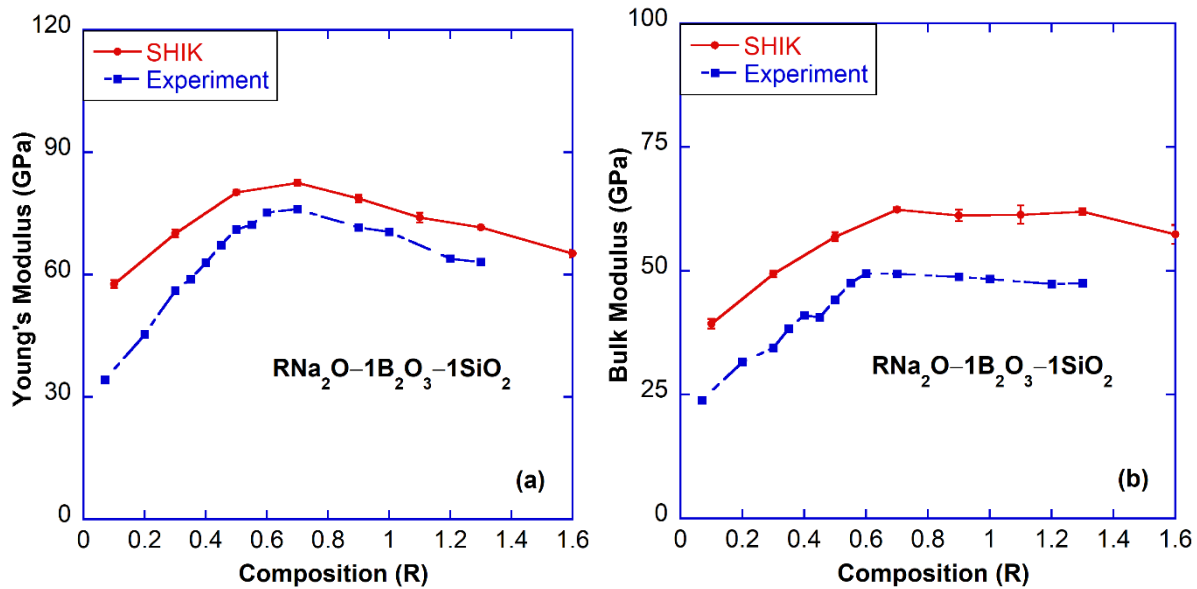 120
90
60
30
0
Young's Modulus (GPa)
SHIK
Experiment
RNa₂O–1B₂O₃–1SiO₂
(a)
0 0.2 0.4 0.6 0.8 1 1.2 1.4 1.6
Composition (R)
100
75
50
25
0
Bulk Modulus (GPa)
SHIK
Experiment
RNa₂O–1B₂O₃–1SiO₂
(b)
0 0.2 0.4 0.6 0.8 1 1.2 1.4 1.6
Composition (R)